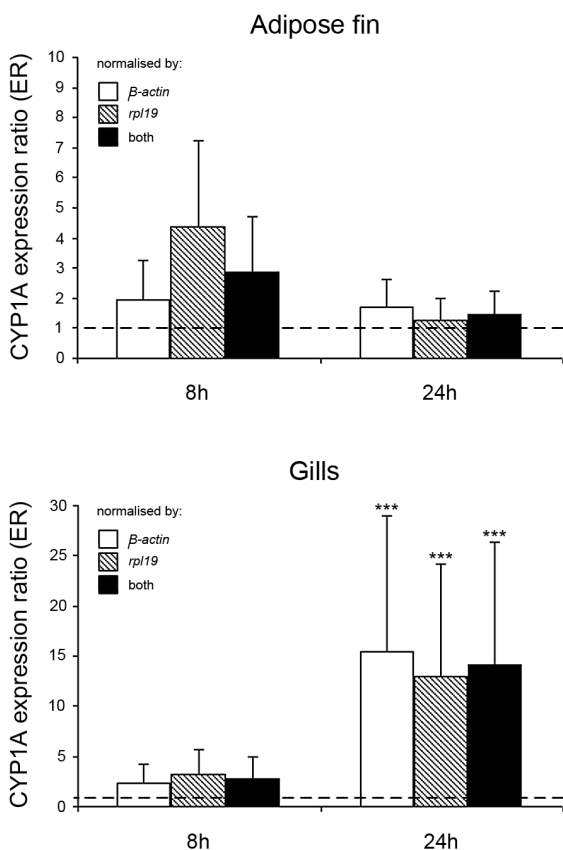 Adipose fin
CYP1A expression ratio (ER)
10
9
8
7
6
5
4
3
2
1
0
normalised by:
β-actin
rpl19
both
8h
24h
Gills
CYP1A expression ratio (ER)
30
25
20
15
10
5
0
normalised by:
β-actin
rpl19
both
***
***
***
8h
24h